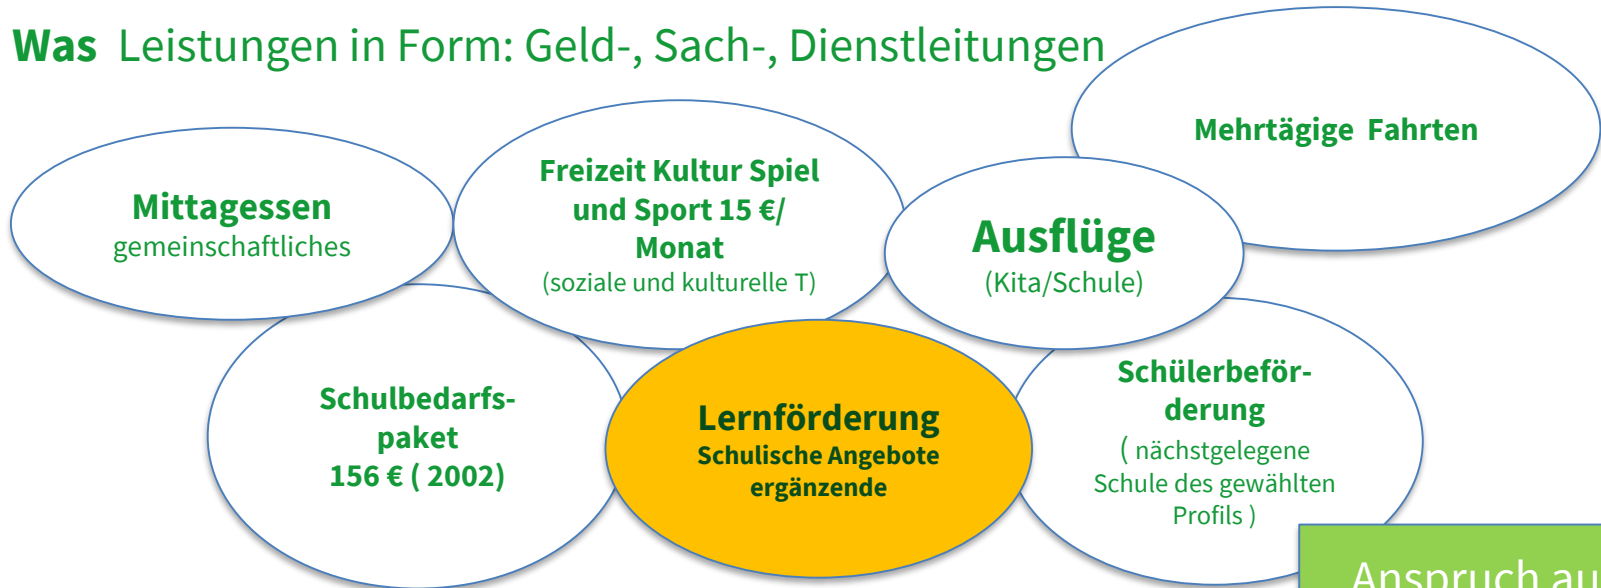 Was Leistungen in Form: Geld-, Sach-, Dienstleitungen
Mehrtägige Fahrten
Mittagessen
gemeinschaftliches
Freizeit Kultur Spiel
und Sport 15 €/
Monat
(soziale und kulturelle T)
Ausflüge
(Kita/Schule)
Schulbedarfs-
paket
156 € ( 2002)
Lernförderung
Schulische Angebote
ergänzende
Schülerbeför-
derung
( nächstgelegene
Schule des gewählten
Profils )
Anspruch au